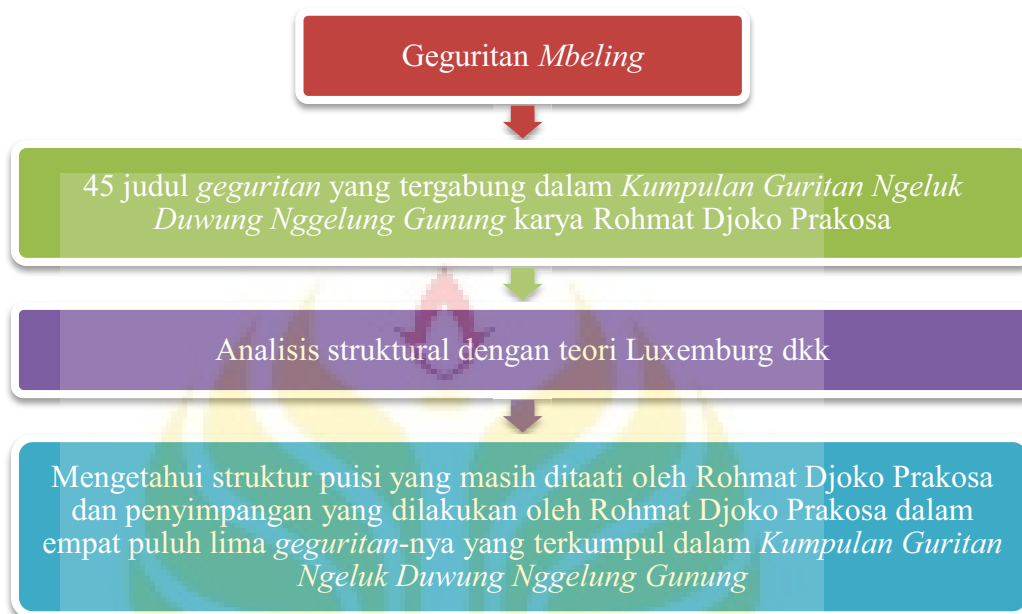 Geguritan Mbeling
45 judul geguritan yang tergabung dalam Kumpulan Guritan Ngeluk
Duwung Nggelung Gunung karya Rohmat Djoko Prakosa
Analisis struktural dengan teori Luxemburg dkk
Mengetahui struktur puisi yang masih ditaati oleh Rohmat Djoko Prakosa
dan penyimpangan yang dilakukan oleh Rohmat Djoko Prakosa dalam
empat puluh lima geguritan-nya yang terkumpul dalam Kumpulan Guritan
Ngeluk Duwung Nggelung Gunung